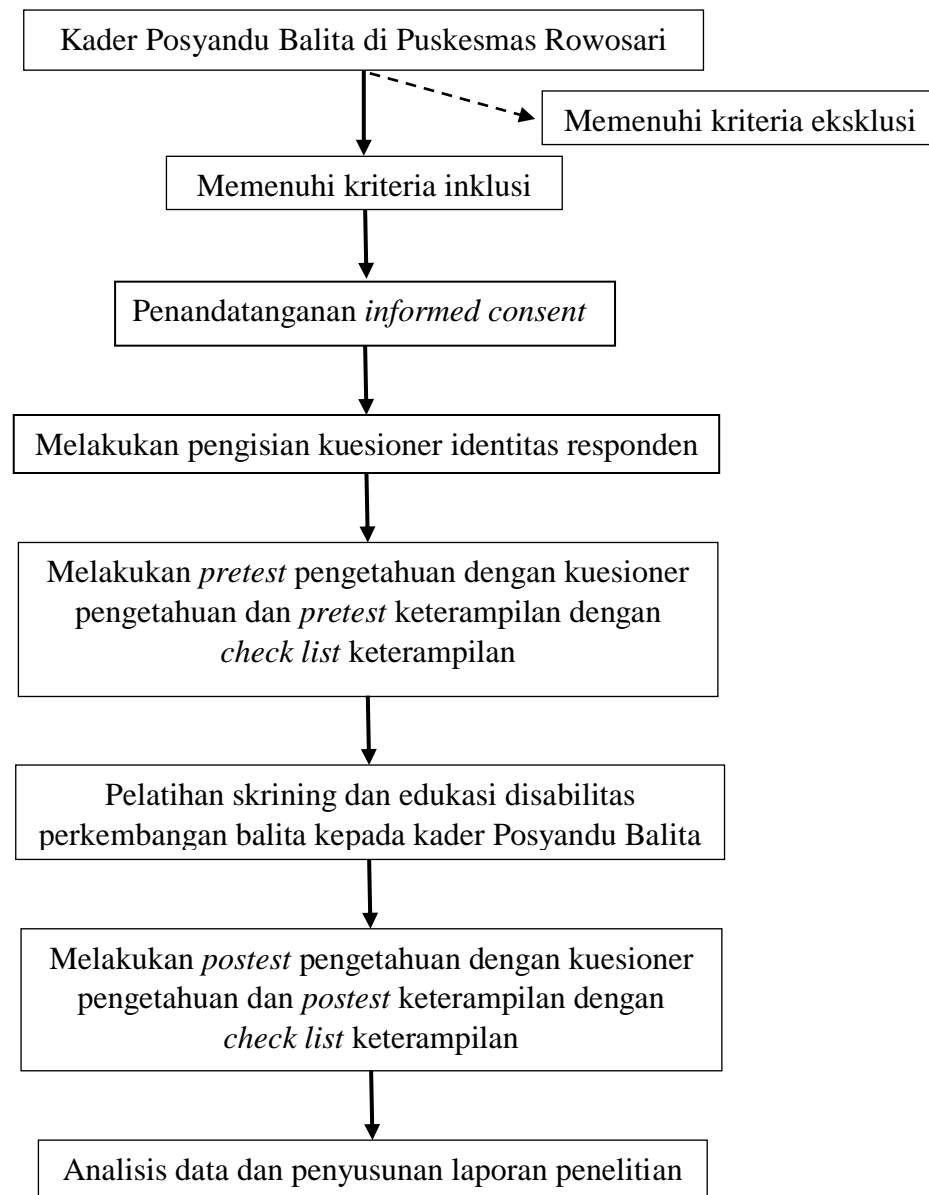 Kader Posyandu Balita di Puskesmas Rowosari
Memenuhi kriteria eksklusi
Memenuhi kriteria inklusi
Penandatanganan informed consent
Melakukan pengisian kuesioner identitas responden
Melakukan pretest pengetahuan dengan kuesioner
pengetahuan dan pretest keterampilan dengan
check list keterampilan
Pelatihan skrining dan edukasi disabilitas
perkembangan balita kepada kader Posyandu Balita
Melakukan postest pengetahuan dengan kuesioner
pengetahuan dan postest keterampilan dengan
check list keterampilan
Analisis data dan penyusunan laporan penelitian